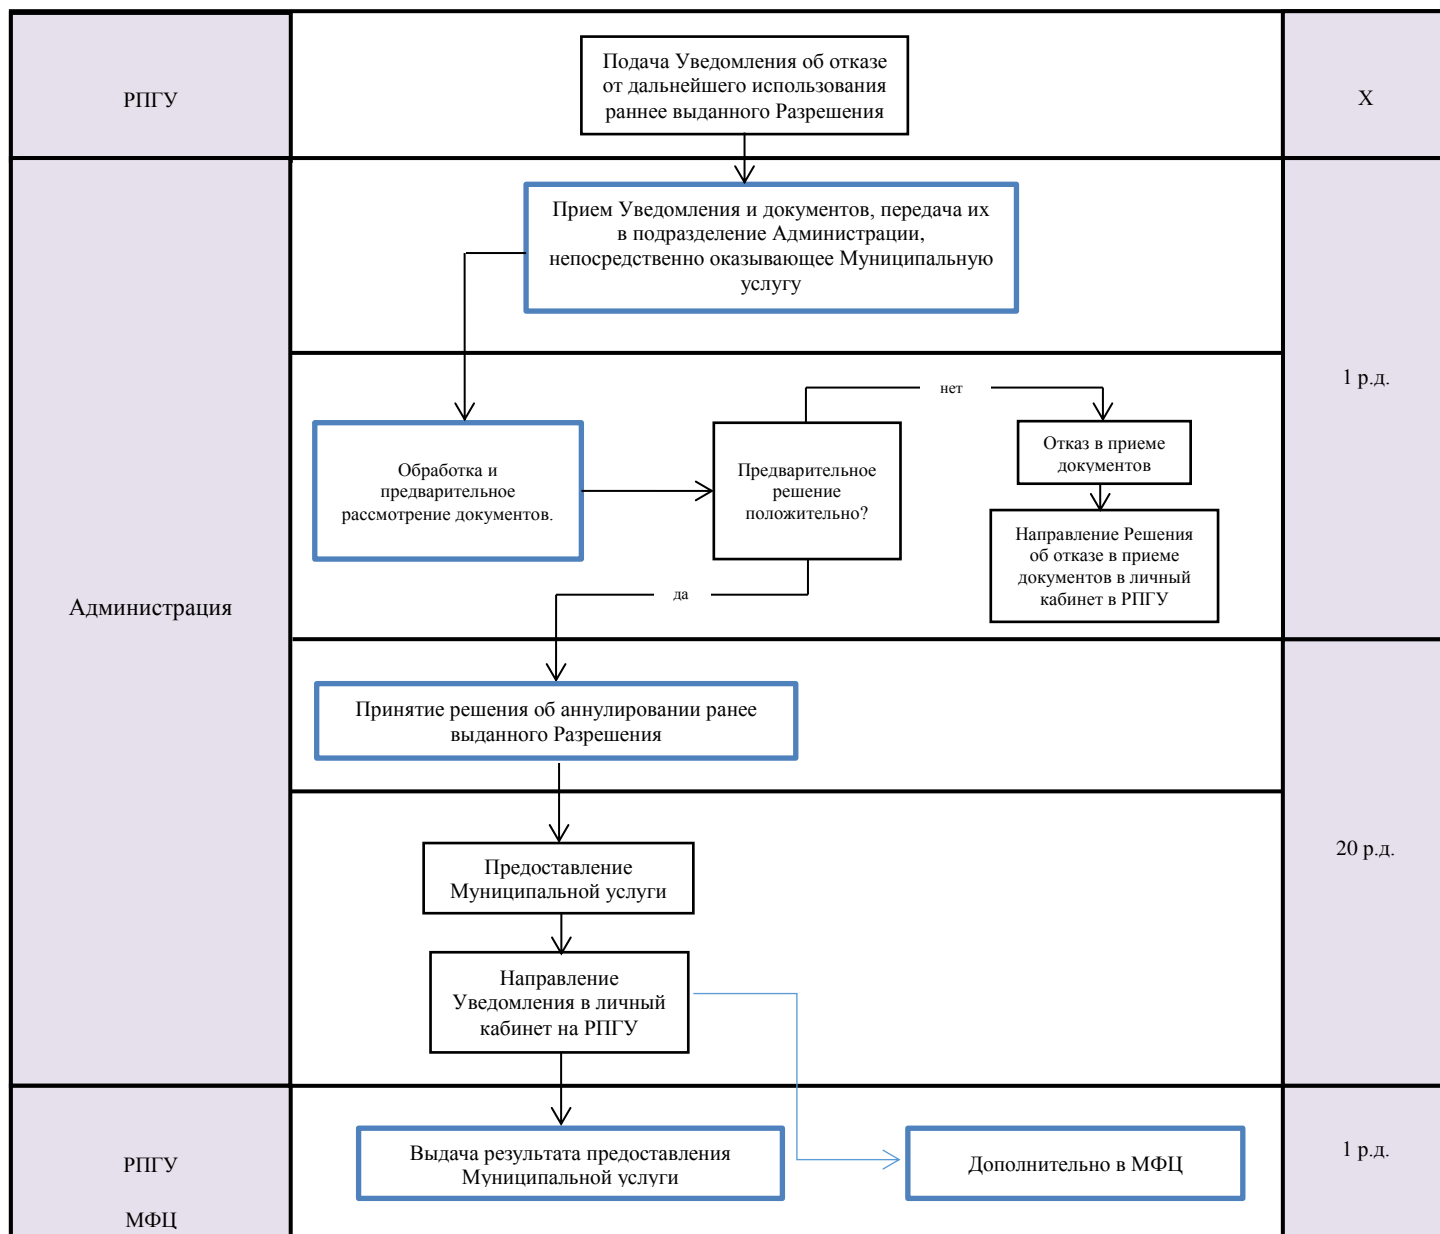 РПГУ
Подача Уведомления об отказе
от дальнейшего использования
раннее выданного Разрешения
X
Администрация
Прием Уведомления и документов, передача их
в подразделение Администрации,
непосредственно оказывающее Муниципальную
услугу
1 р.д.
нет
Обработка и
предварительное
рассмотрение документов.
Предварительное
решение
положительно?
Отказ в приеме
документов
Направление Решения
об отказе в приеме
документов в личный
кабинет в РПГУ
да
Принятие решения об аннулировании ранее
выданного Разрешения
20 р.д.
Предоставление
Муниципальной услуги
Направление
Уведомления в личный
кабинет на РПГУ
РПГУ
МФЦ
Выдача результата предоставления
Муниципальной услуги
Дополнительно в МФЦ
1 р.д.